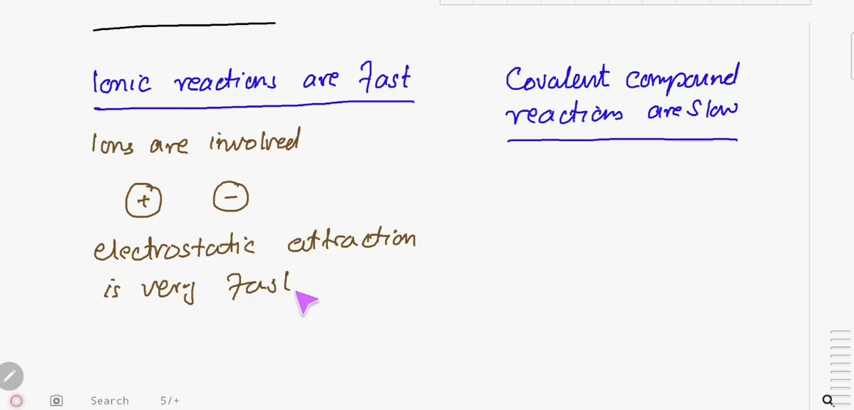 Ionic reactions are Fast
Covalent compound
reactions are Slow
Ions are involved
+ -
electrostatic attraction
is very Fast
Search 5/+